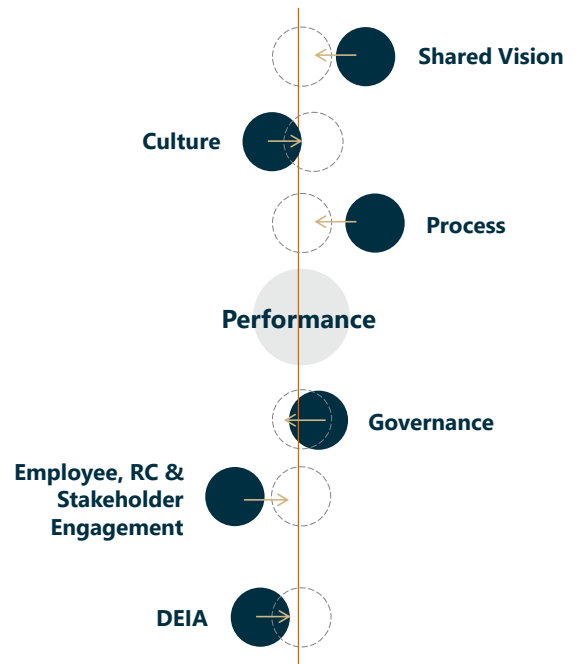 Shared Vision
Culture
Process
Performance
Governance
Employee, RC &
Stakeholder
Engagement
DEIA